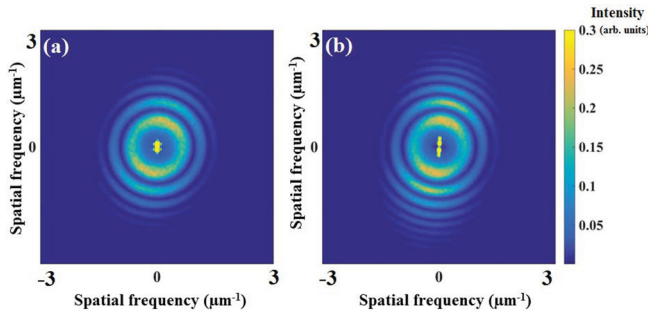 Intensity
(arb. units)
(a)
(b)
3
0
-3
0
3
Spatial frequency (µm-1)
Spatial frequency (µm-1)
3
0
-3
0
3
Spatial frequency (µm-1)
Spatial frequency (µm-1)
0.3
0.25
0.2
0.15
0.1
0.05